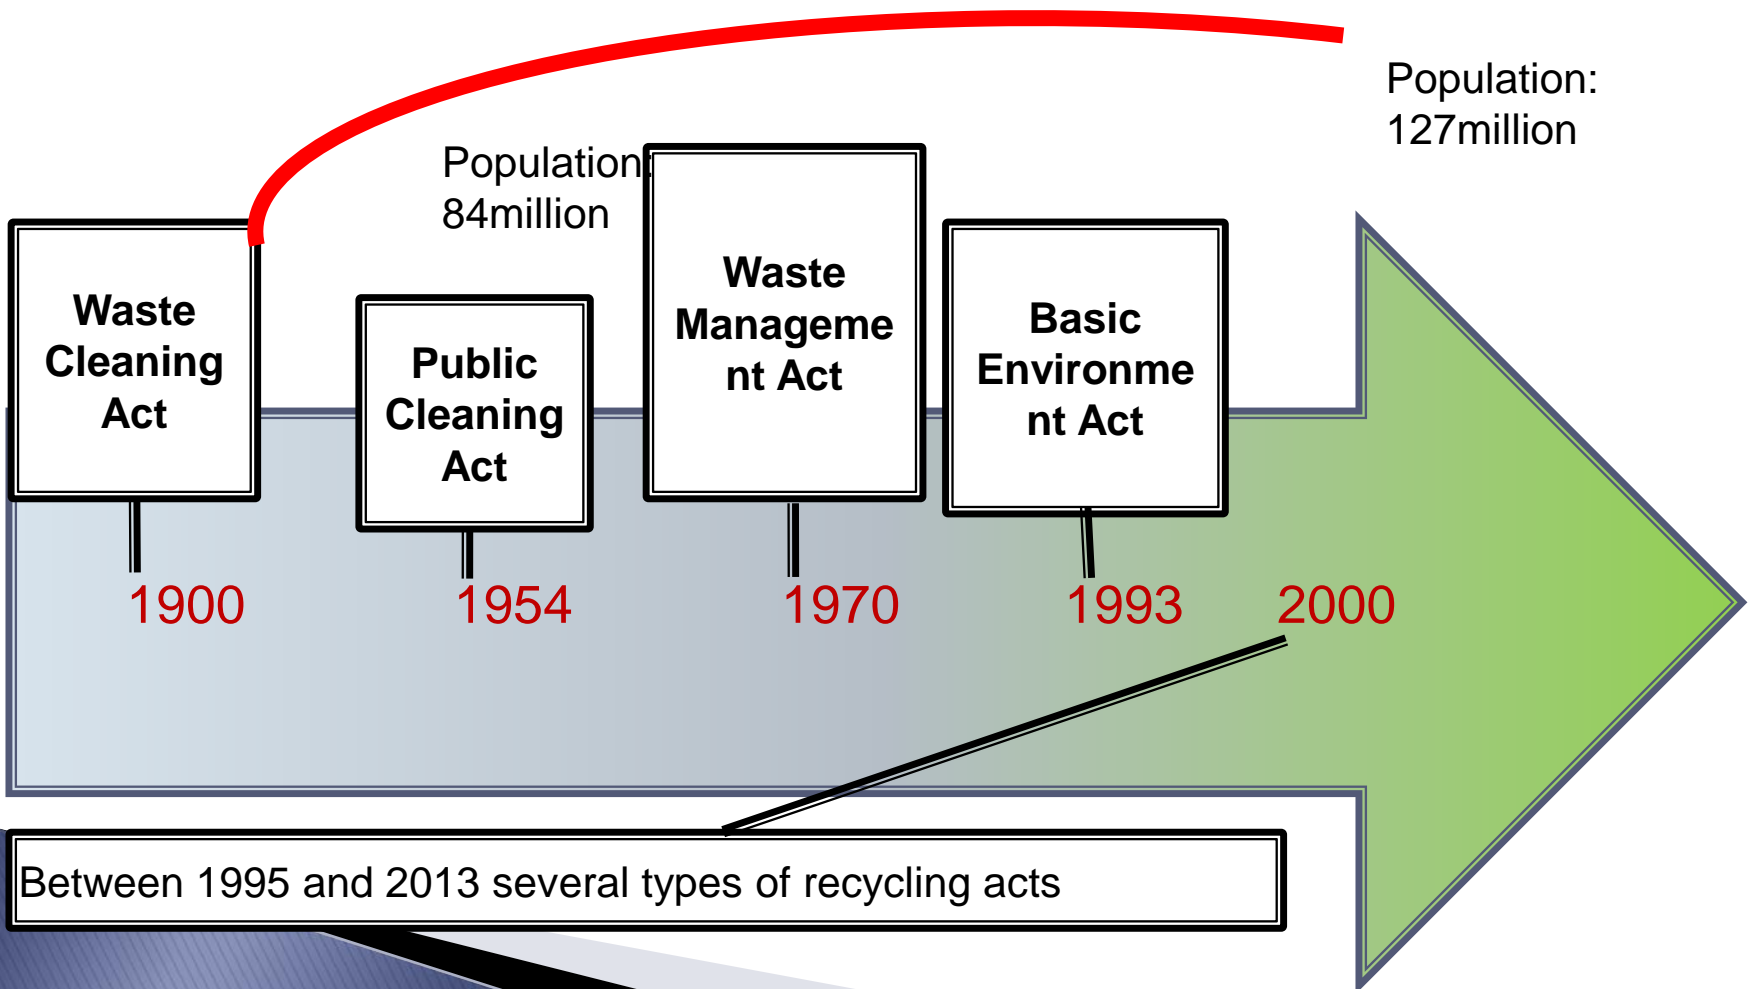 Population:
127million
Population:
84million
Waste
Cleaning
Act
Public
Cleaning
Act
Waste
Manageme
nt Act
Basic
Environme
nt Act
1900
1954
1970
1993
2000
Between 1995 and 2013 several types of recycling acts